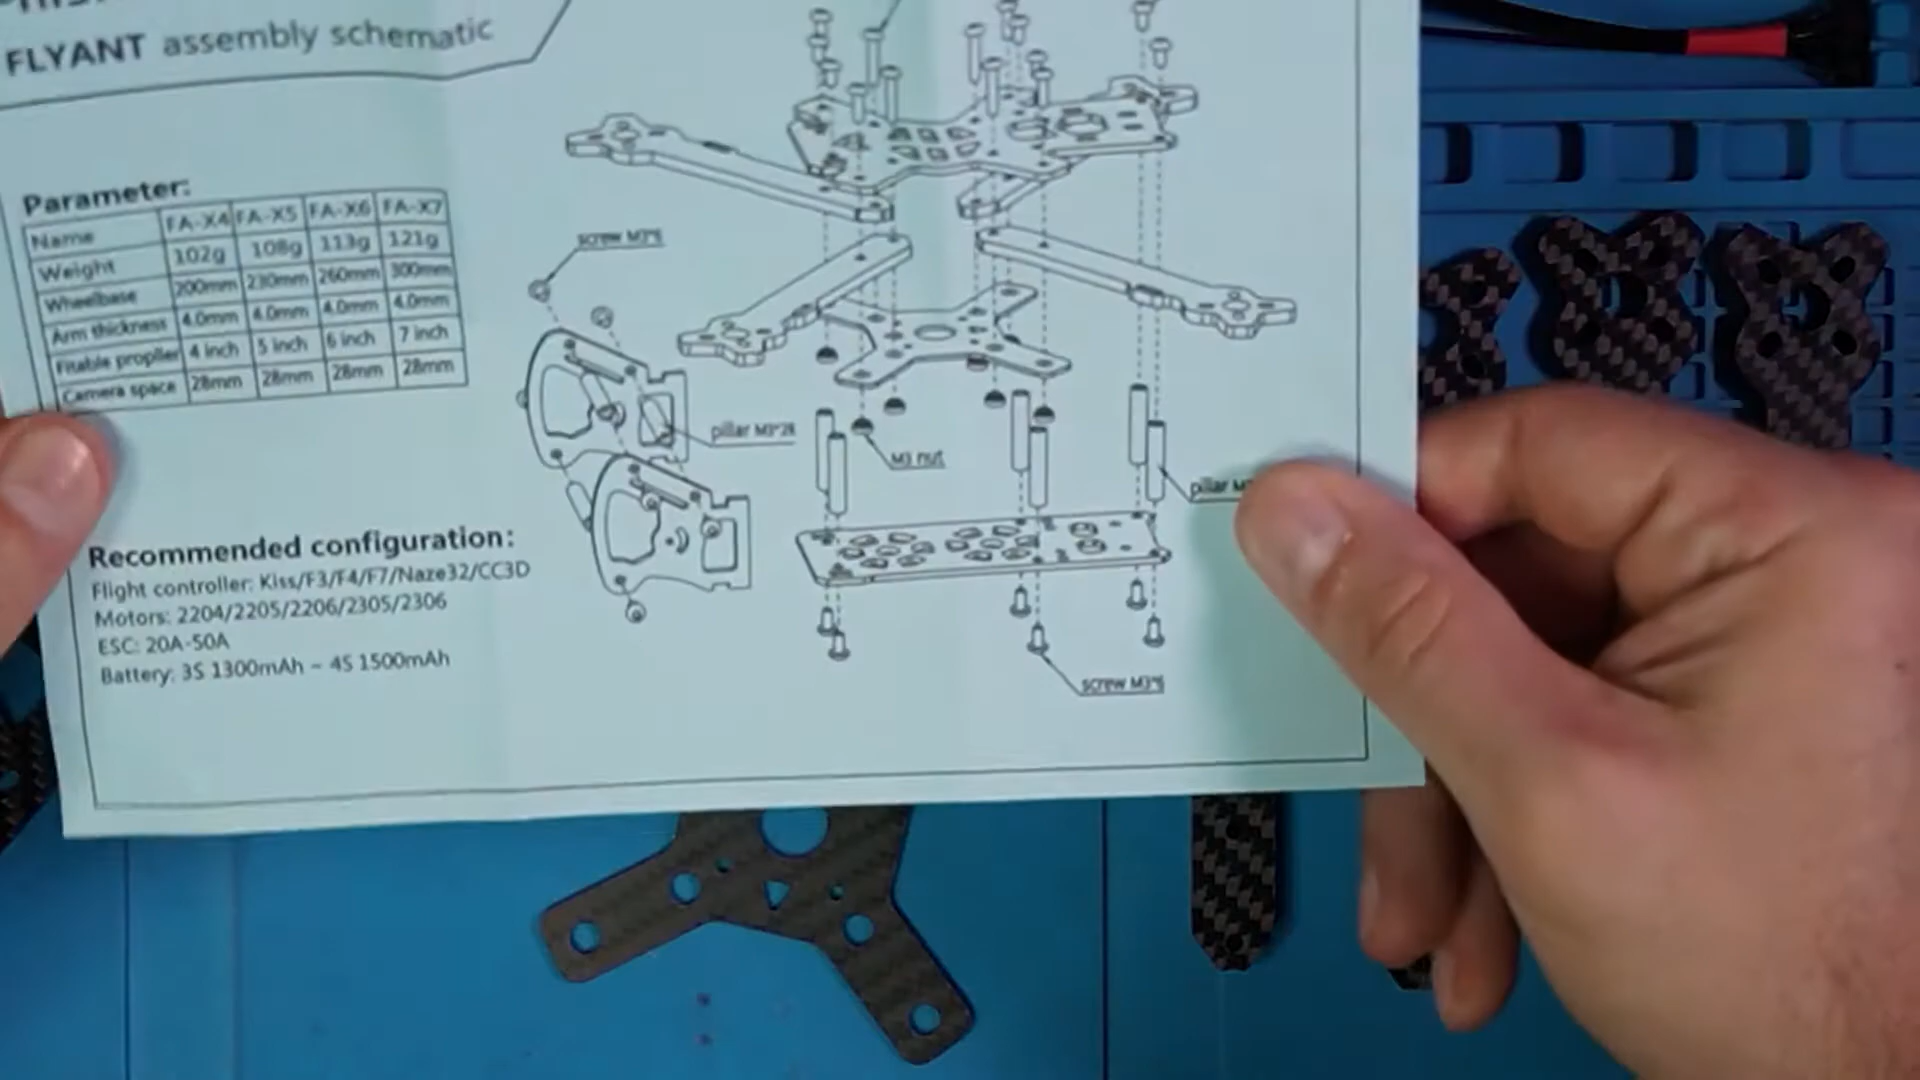 FLYANT assembly schematic
Parameter:
Name FA-X4 FA-X5 FA-X6 FA-X7
Weight 102g 108g 113g 121g
Wheelbase 200mm 230mm 260mm 300mm
Arm thickness 4.0mm 4.0mm 4.0mm 4.0mm
Fitable propller 4 inch 5 inch 6 inch 7 inch
Camera space 28mm 28mm 28mm 28mm
screw M3*6
pillar M3*28
M3 nut
pillar
screw M3*6
Recommended configuration:
Flight controller: Kiss/F3/F4/F7/Naze32/CC3D
Motors: 2204/2205/2206/2305/2306
ESC: 20A-50A
Battery: 3S 1300mAh ~ 4S 1500mAh